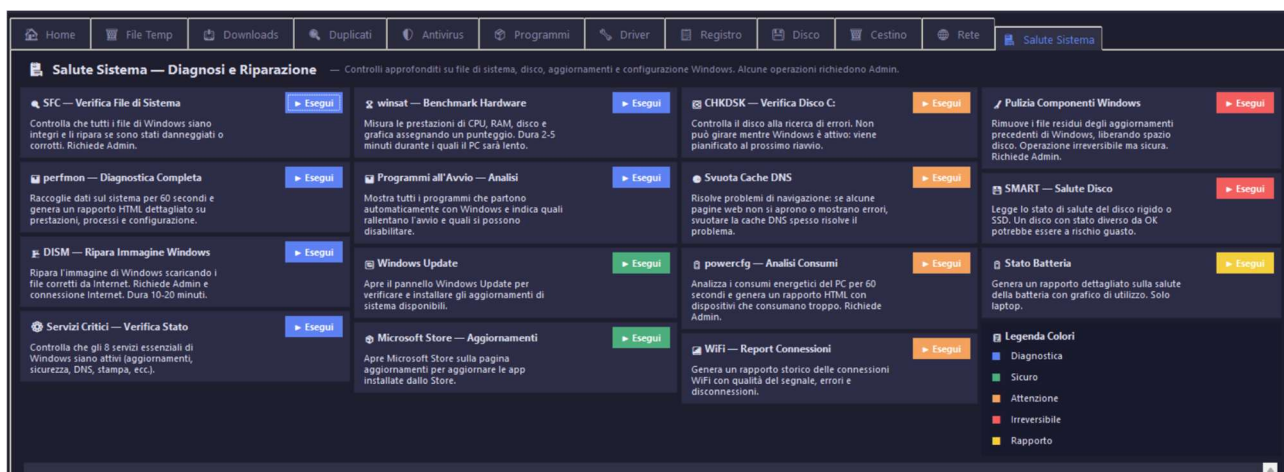 Home File Temp Downloads Duplicati Antivirus Programmi Driver Registro Disco Cestino Rete Salute Sistema
Salute Sistema — Diagnosi e Riparazione — Controlli approfonditi su file di sistema, disco, aggiornamenti e configurazione Windows. Alcune operazioni richiedono Admin.
SFC — Verifica File di Sistema
► Esegui
Controlla che tutti i file di Windows siano
integri e li ripara se sono stati danneggiati o
corrotti. Richiede Admin.
perfmon — Diagnostica Completa
► Esegui
Raccoglie dati sul sistema per 60 secondi e
genera un rapporto HTML dettagliato su
prestazioni, processi e configurazione.
DISM — Ripara Immagine Windows
► Esegui
Ripara l'immagine di Windows scaricando i
file corretti da Internet. Richiede Admin e
connessione Internet. Dura 10-20 minuti.
Servizi Critici — Verifica Stato
► Esegui
Controlla che gli 8 servizi essenziali di
Windows siano attivi (aggiornamenti,
sicurezza, DNS, stampa, ecc.).
winsat — Benchmark Hardware
► Esegui
Misura le prestazioni di CPU, RAM, disco e
grafica assegnando un punteggio. Dura 2-5
minuti durante i quali il PC sarà lento.
Programmi all'Avvio — Analisi
► Esegui
Mostra tutti i programmi che partono
automaticamente con Windows e indica quali
rallentano l'avvio e quali si possono
disabilitare.
Windows Update
► Esegui
Apre il pannello Windows Update per
verificare e installare gli aggiornamenti di
sistema disponibili.
Microsoft Store — Aggiornamenti
► Esegui
Apre Microsoft Store sulla pagina
aggiornamenti per aggiornare le app
installate dallo Store.
CHKDSK — Verifica Disco C:
► Esegui
Controlla il disco alla ricerca di errori. Non
può girare mentre Windows è attivo: viene
pianificato al prossimo riavvio.
Svuota Cache DNS
► Esegui
Risolve problemi di navigazione: se alcune
pagine web non si aprono o mostrano errori,
svuotare la cache DNS spesso risolve il
problema.
powercfg — Analisi Consumi
► Esegui
Analizza i consumi energetici del PC per 60
secondi e genera un rapporto HTML con
dispositivi che consumano troppo. Richiede
Admin.
WiFi — Report Connessioni
► Esegui
Genera un rapporto storico delle connessioni
WiFi con qualità del segnale, errori e
disconnessioni.
Pulizia Componenti Windows
► Esegui
Rimuove i file residui degli aggiornamenti
precedenti di Windows, liberando spazio
disco. Operazione irreversibile ma sicura.
Richiede Admin.
SMART — Salute Disco
► Esegui
Legge lo stato di salute del disco rigido o
SSD. Un disco con stato diverso da OK
potrebbe essere a rischio guasto.
Stato Batteria
► Esegui
Genera un rapporto dettagliato sulla salute
della batteria con grafico di utilizzo. Solo
laptop.
Legenda Colori
Diagnostica
Sicuro
Attenzione
Irreversibile
Rapporto